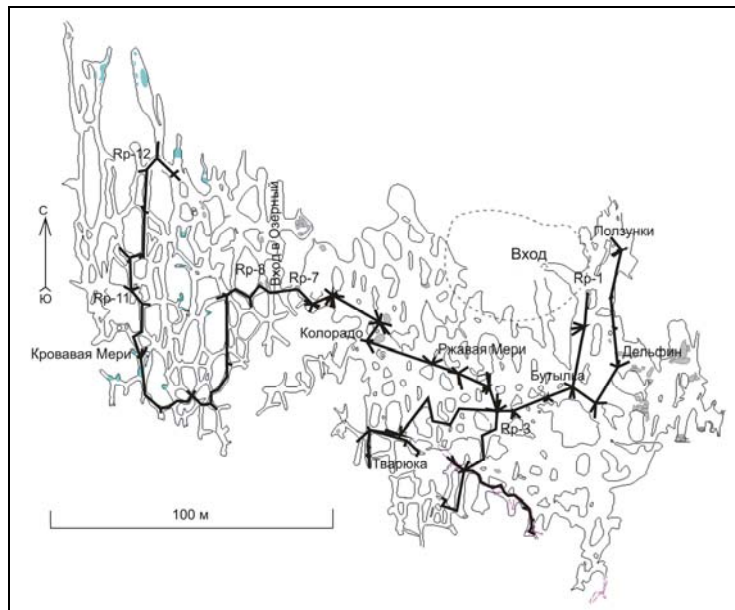 Rp-12
С
Ю
Вход в Озерный
Ползунки
Вход
Rp-1
Rp-8
Rp-7
Rp-11
Колорадо
Ржавая Мери
Кровавая Мери
Дельфин
Бутылка
Rp-3
Тварюка
100 м